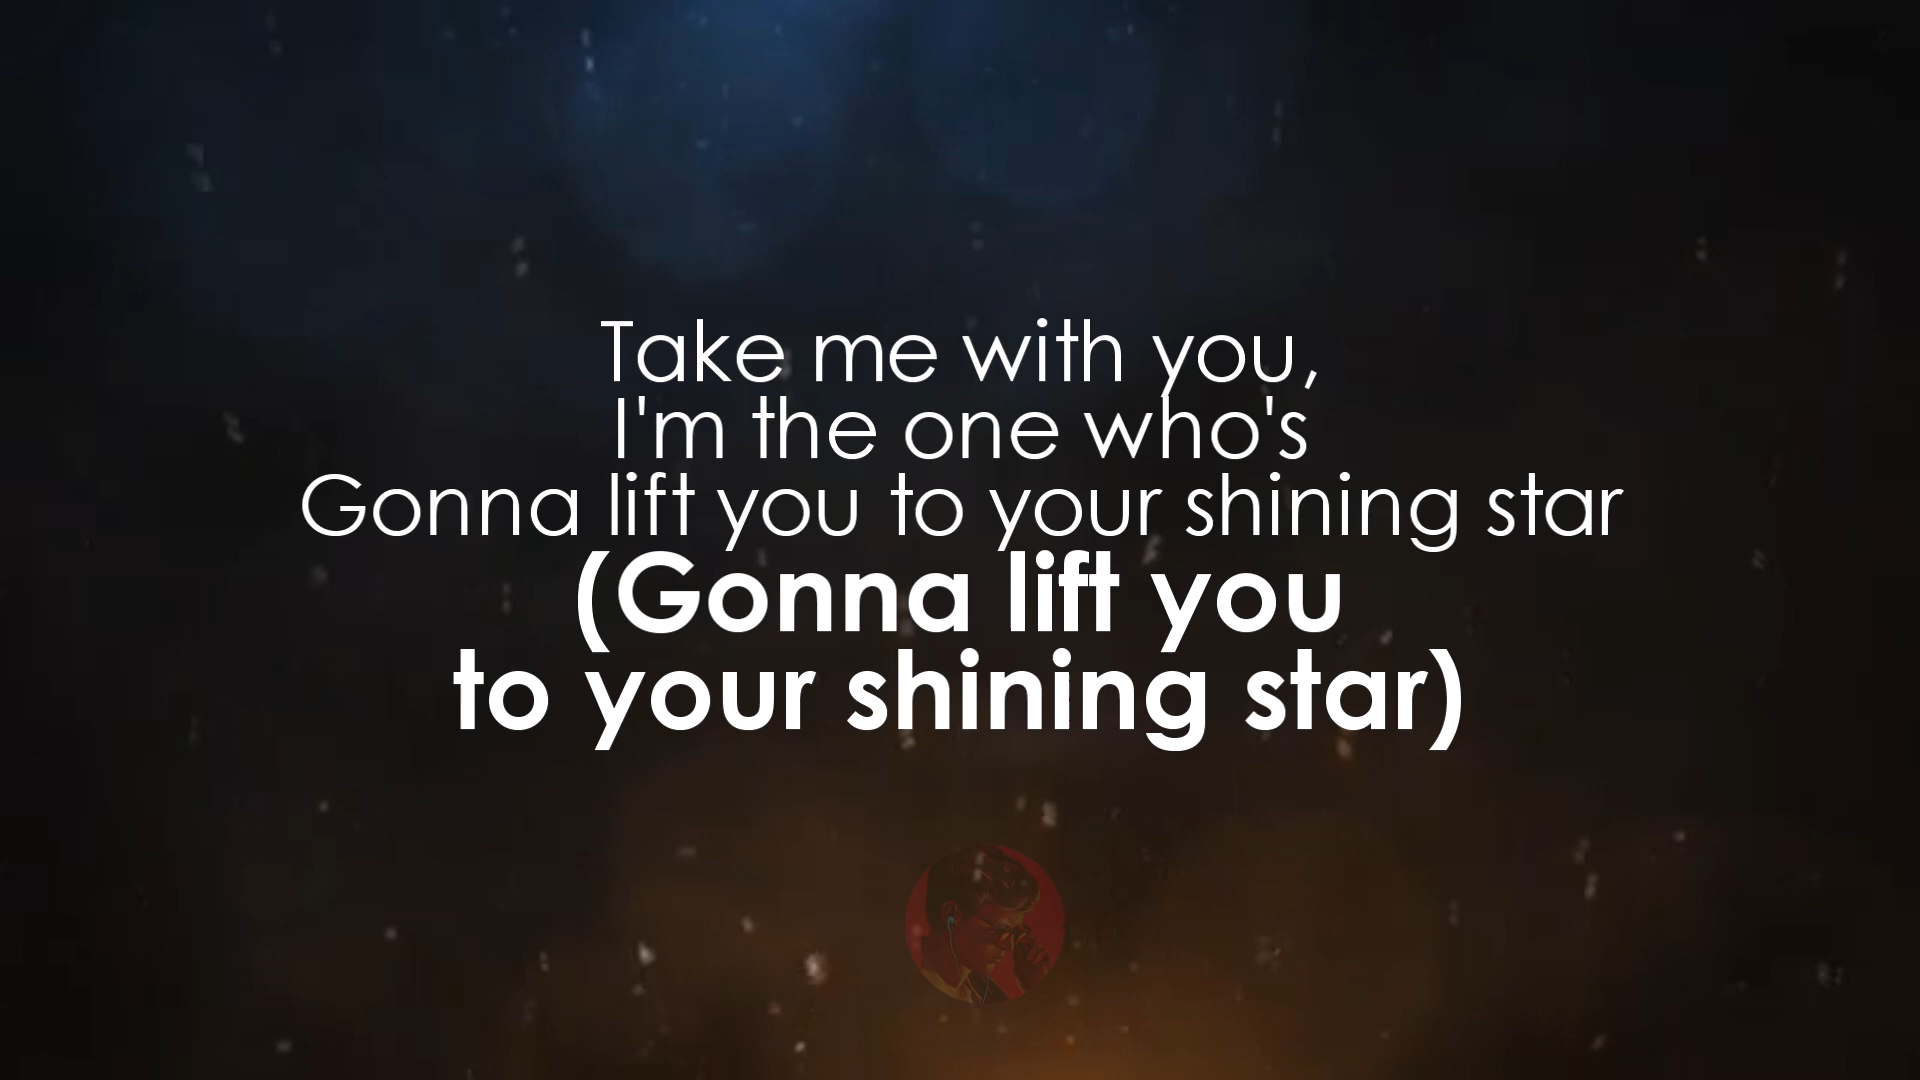 Take me with you,
I'm the one who's
Gonna lift you to your shining star
(Gonna lift you
to your shining star)